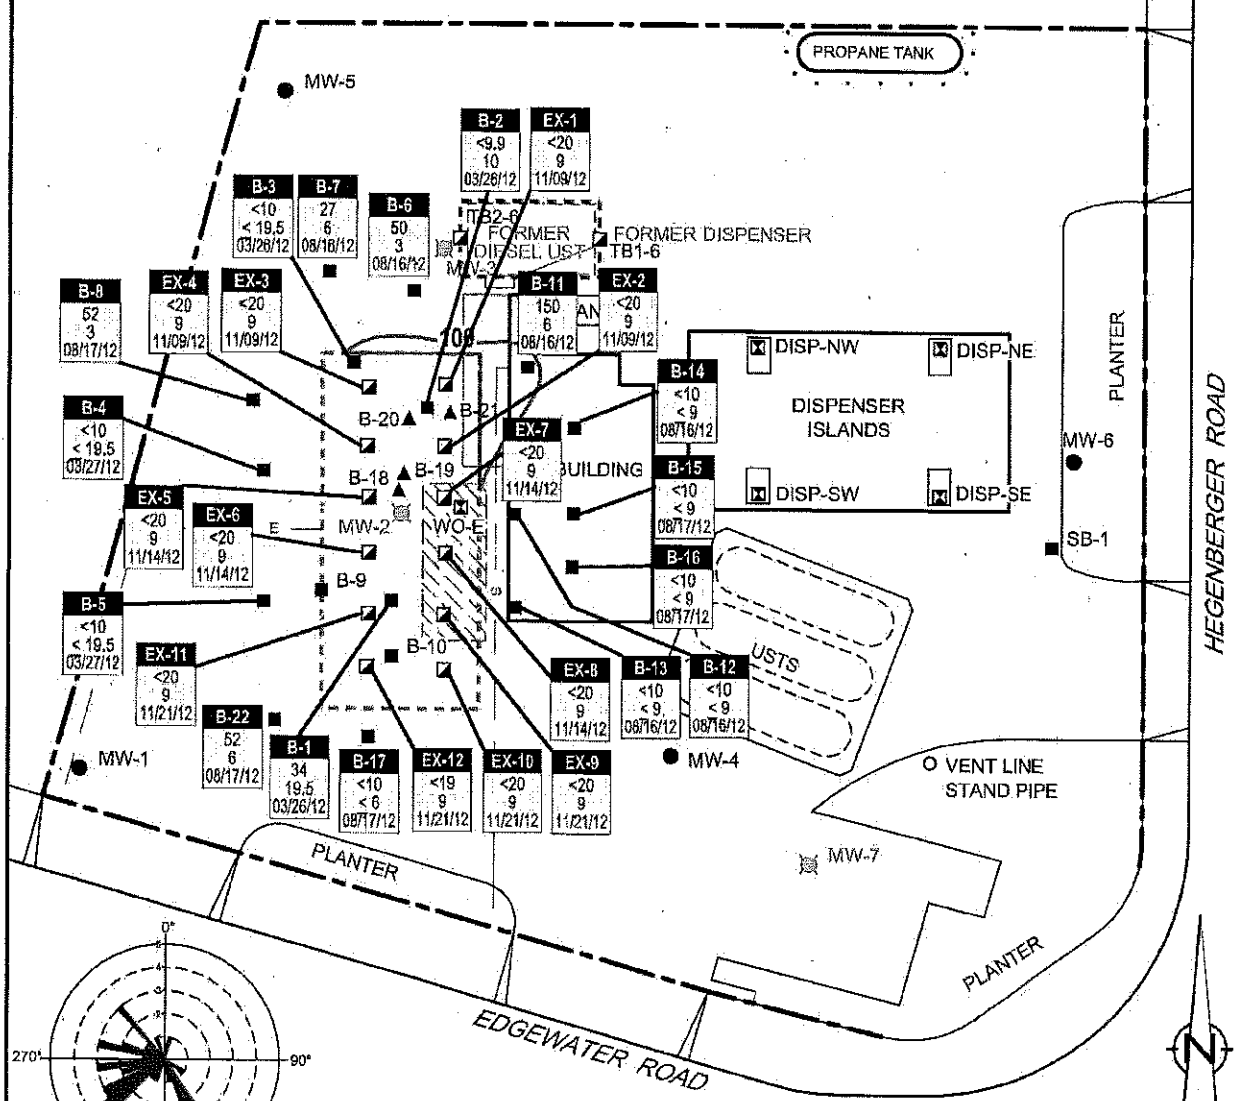 PROPANE TANK
MW-5
B-2
<9.9
10
03/26/12
EX-1
<20
9
11/09/12
B-3
<10
< 19.5
03/26/12
B-7
27
6
08/16/12
B-6
50
3
08/16/12
TB2-6
FORMER
DIESEL UST
MW-3
FORMER DISPENSER
TB1-6
B-8
52
3
08/17/12
EX-4
<20
9
11/09/12
EX-3
<20
9
11/09/12
B-11
150
6
08/16/12
AN
EX-2
<20
9
11/09/12
100
DISP-NW
DISP-NE
PLANTER
B-14
<10
< 9
08/16/12
DISPENSER
ISLANDS
HEGENBERGER ROAD
B-4
<10
< 19.5
03/27/12
B-20
B-21
EX-7
<20
9
11/14/12
BUILDING
MW-6
B-18
B-19
B-15
<10
< 9
08/17/12
DISP-SW
DISP-SE
EX-5
<20
9
11/14/12
EX-6
<20
9
11/14/12
E
MW-2
WO-E
SB-1
B-16
<10
< 9
08/17/12
B-9
S
B-5
<10
< 19.5
03/27/12
EX-11
<20
9
11/21/12
B-10
USTS
EX-8
<20
9
11/14/12
B-13
<10
< 9
08/16/12
B-12
<10
< 9
08/16/12
B-22
52
6
08/17/12
B-1
34
19.5
03/26/12
B-17
<10
< 6
08/17/12
EX-12
<19
9
11/21/12
EX-10
<20
9
11/21/12
EX-9
<20
9
11/21/12
MW-1
MW-4
VENT LINE
STAND PIPE
PLANTER
MW-7
PLANTER
EDGEWATER ROAD
0°
270°
90°
N